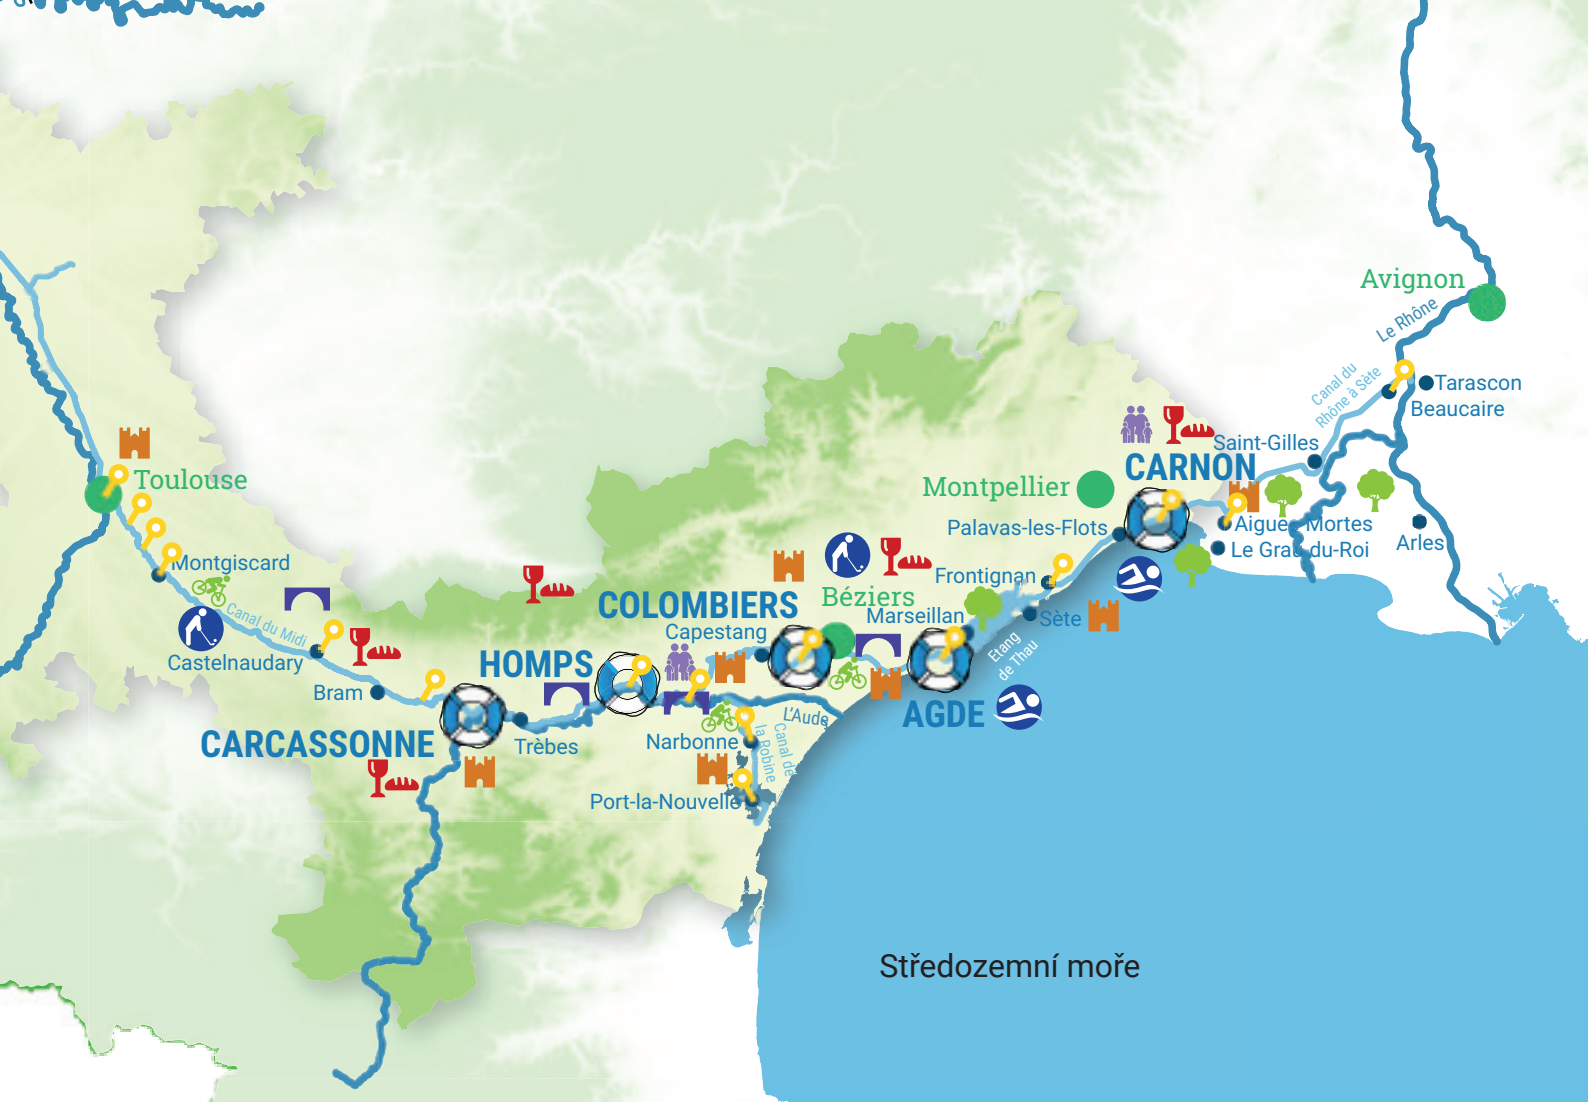 Avignon
Le Rhône
Canal du
Rhône à Sète
Tarascon
Beaucaire
Saint-Gilles
CARNON
Toulouse
Montpellier
Palavas-les-Flots
Aigues-Mortes
Le Grau-du-Roi
Arles
Montgiscard
Frontignan
COLOMBIERS
Béziers
Marseillan
Sète
Canal du Midi
Capestang
Etang
de Thau
Castelnaudary
HOMPS
Bram
AGDE
L'Aude
CARCASSONNE
Trèbes
Narbonne
Canal de
la Robine
Port-la-Nouvelle
Středozemní moře